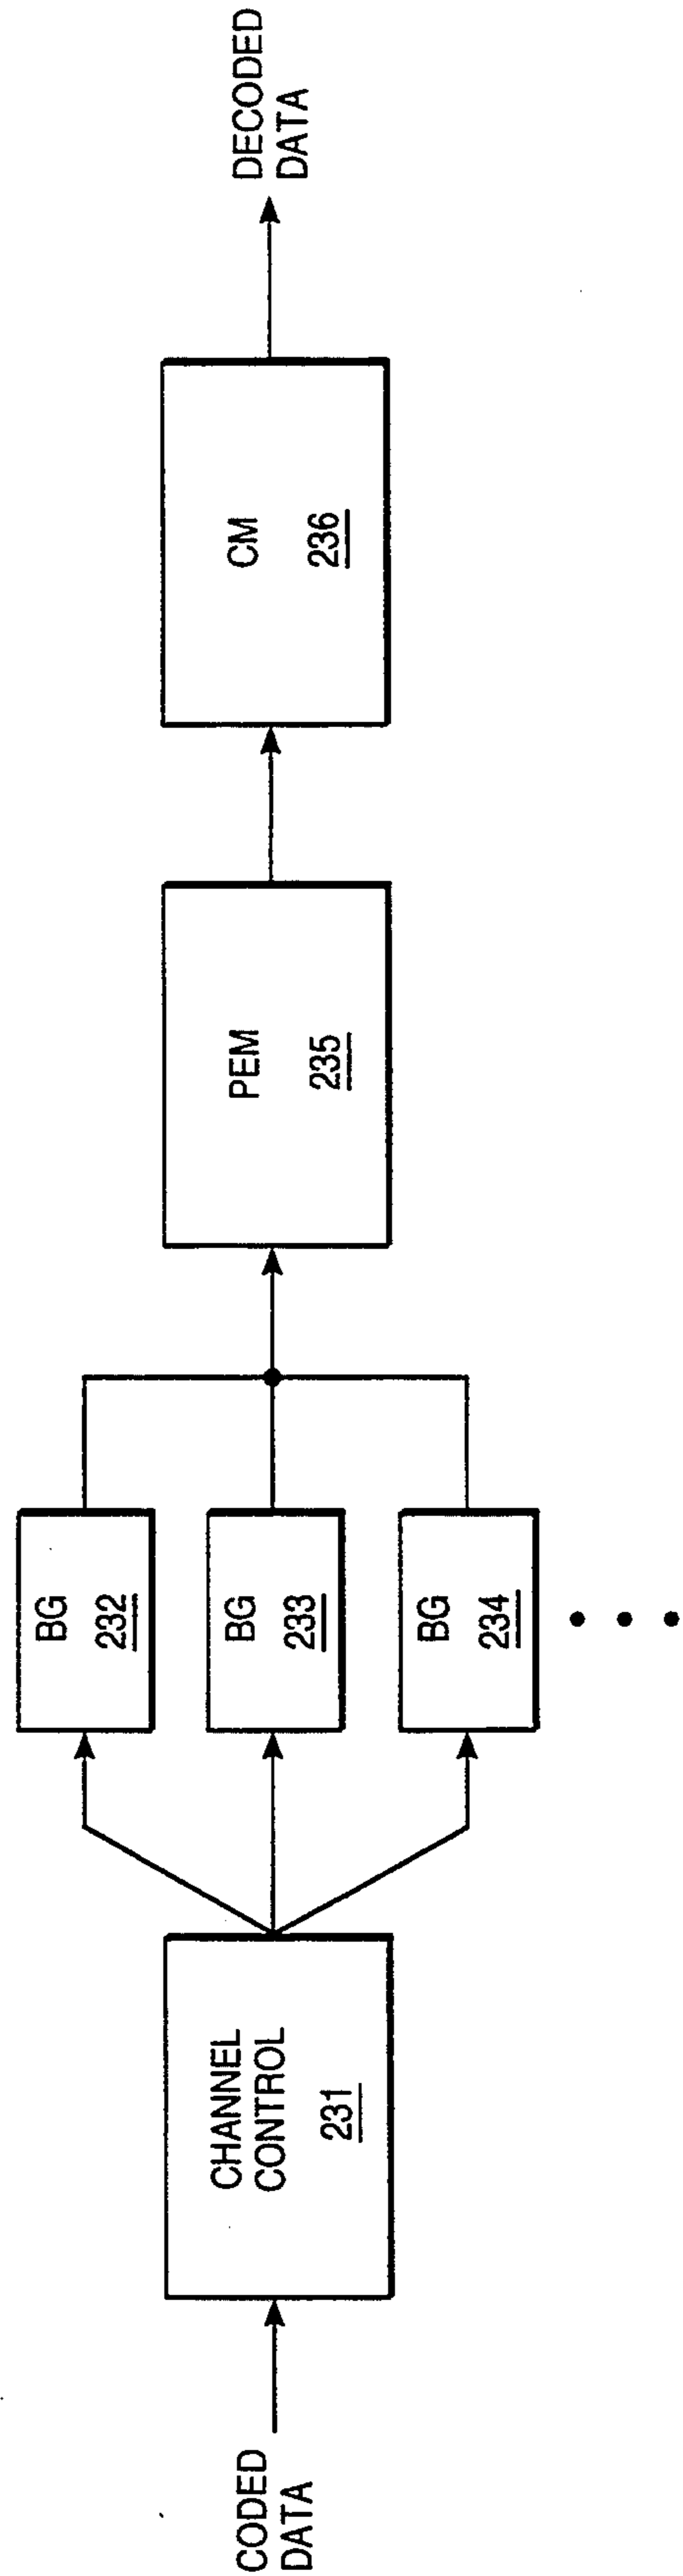 CODED
DATA
CHANNEL
CONTROL
231
BG
232
BG
233
BG
234
PEM
235
CM
236
DECODED
DATA